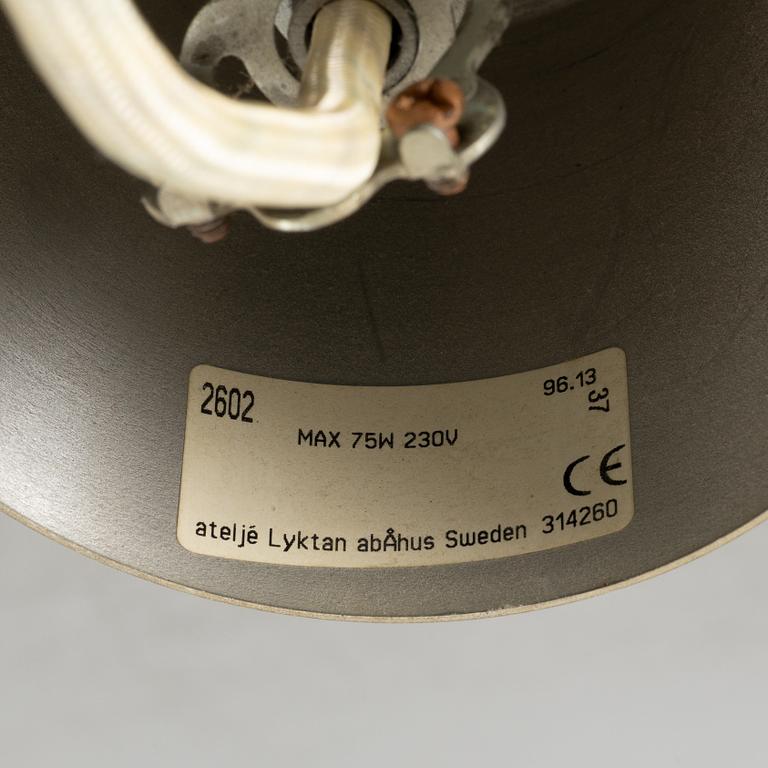 2602
96.13
37
MAX 75W 230V
CE
ateljé Lyktan abÅhus Sweden 314260